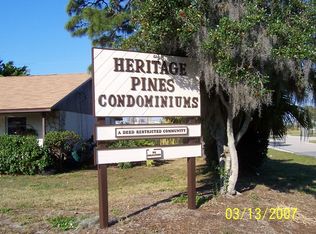 HERITAGE
PINES
CONDOMINIUMS
A DEED RESTRICTED COMMUNITY
03/13/2007